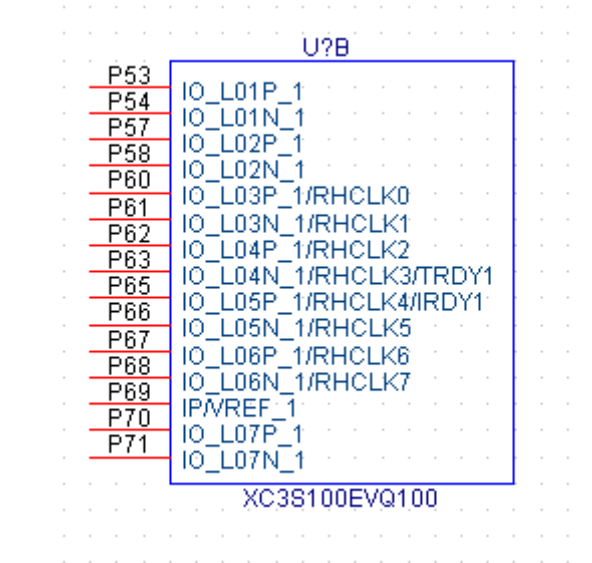 U?B
P53 IO_L01P_1
P54 IO_L01N_1
P57 IO_L02P_1
P58 IO_L02N_1
P60 IO_L03P_1/RHCLK0
P61 IO_L03N_1/RHCLK1
P62 IO_L04P_1/RHCLK2
P63 IO_L04N_1/RHCLK3/TRDY1
P65 IO_L05P_1/RHCLK4/IRDY1
P66 IO_L05N_1/RHCLK5
P67 IO_L06P_1/RHCLK6
P68 IO_L06N_1/RHCLK7
P69 IP/VREF_1
P70 IO_L07P_1
P71 IO_L07N_1
XC3S100EVQ100